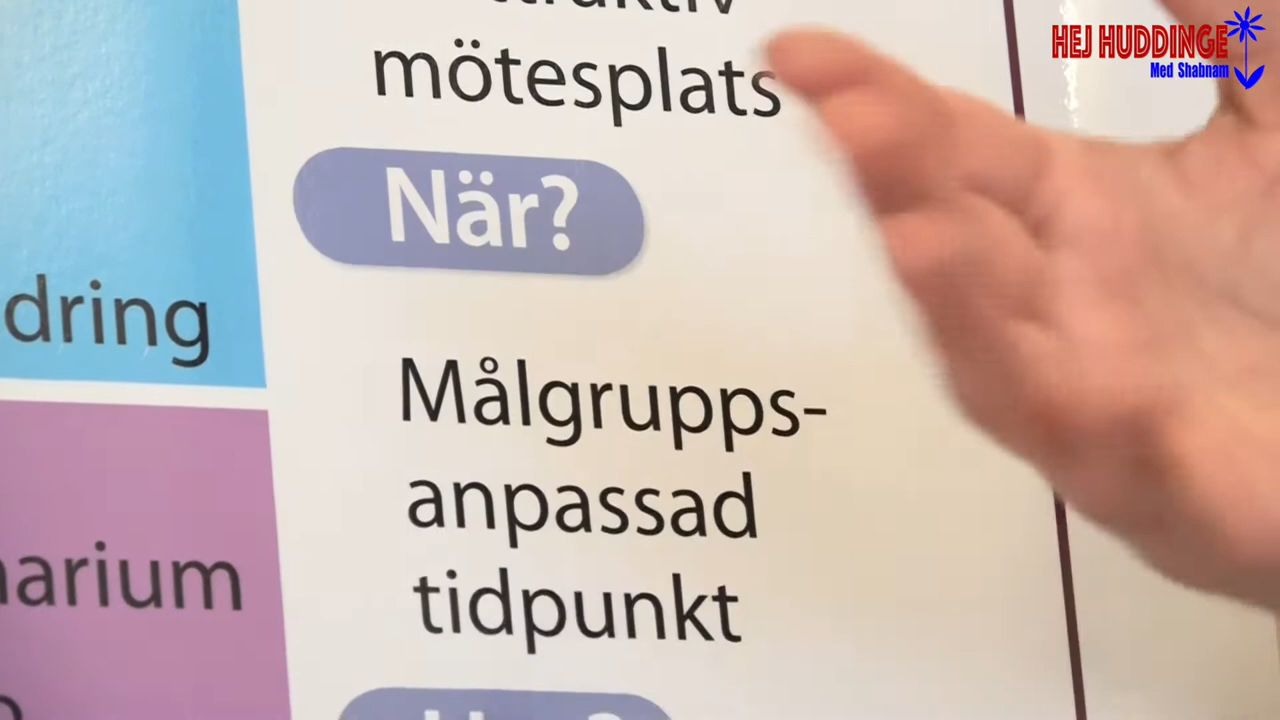 mötesplats
När?
Målgrupps-
anpassad
tidpunkt
dring
arium
HEJ HUDDINGE
Med Shabnam